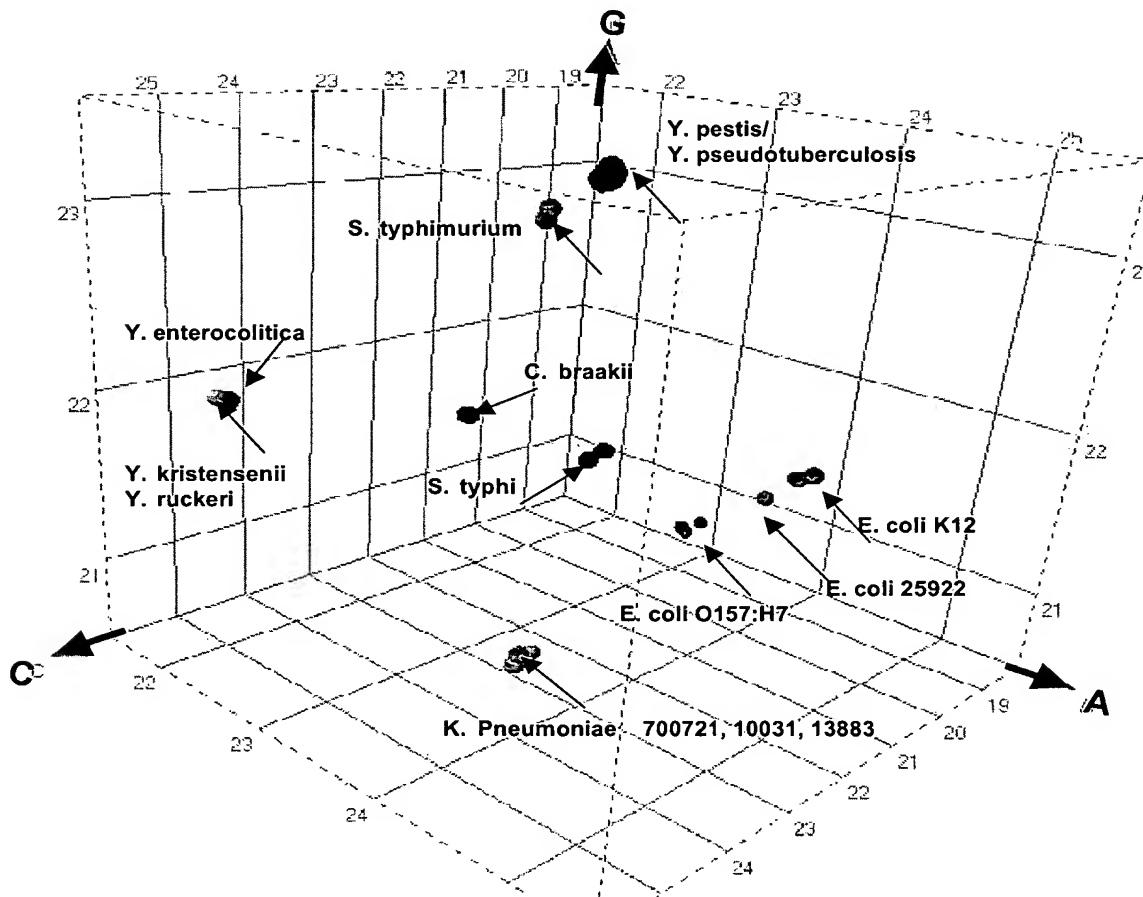 G
25 24 23 22 21 20 19 22 23 24 25
Y. pestis/
Y. pseudotuberculosis
23
S. typhimurium
2
Y. enterocolitica
C. braakii
22
22
Y. kristensenii
Y. ruckeri
S. typhi
E. coli K12
21
E. coli 25922
21
E. coli O157:H7
C
22
19
A
20
K. Pneumoniae 700721, 10031, 13883
23
21
22
24
23
24